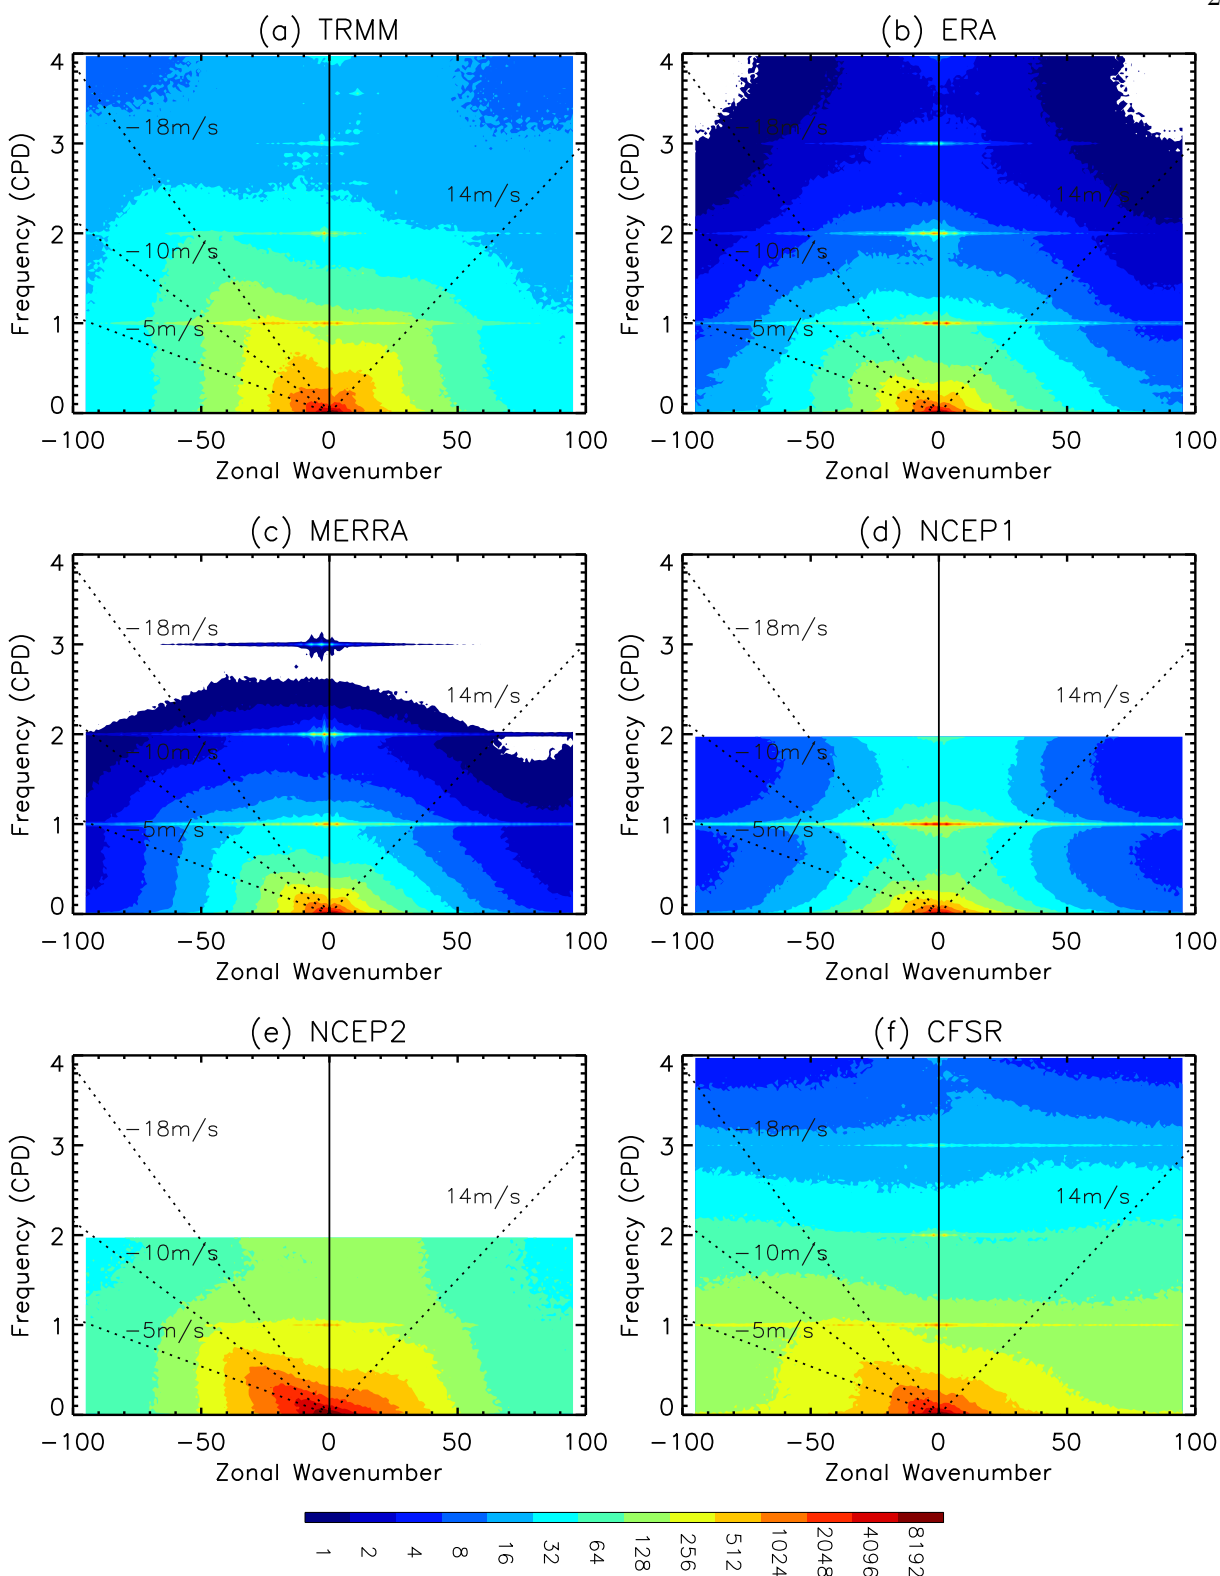 2
(a) TRMM
(b) ERA
4
3
2
1
0
Frequency (CPD)
-18m/s
14m/s
-10m/s
-5m/s
-100
-50
0
50
100
Zonal Wavenumber
4
3
2
1
0
Frequency (CPD)
-18m/s
14m/s
-10m/s
-5m/s
-100
-50
0
50
100
Zonal Wavenumber
(c) MERRA
(d) NCEP1
4
3
2
1
0
Frequency (CPD)
-18m/s
14m/s
-10m/s
-5m/s
-100
-50
0
50
100
Zonal Wavenumber
4
3
2
1
0
Frequency (CPD)
-18m/s
14m/s
-10m/s
-5m/s
-100
-50
0
50
100
Zonal Wavenumber
(e) NCEP2
(f) CFSR
4
3
2
1
0
Frequency (CPD)
-18m/s
14m/s
-10m/s
-5m/s
-100
-50
0
50
100
Zonal Wavenumber
4
3
2
1
0
Frequency (CPD)
-18m/s
14m/s
-10m/s
-5m/s
-100
-50
0
50
100
Zonal Wavenumber
1
2
4
8
16
32
64
128
256
512
1024
2048
4096
8192